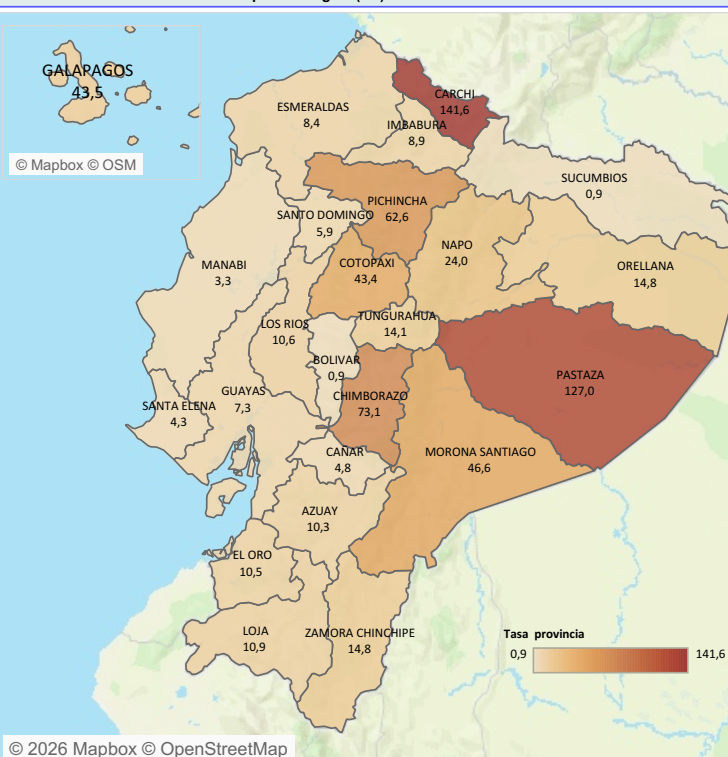 GALAPAGOS
43,5
© Mapbox © OSM
CARCHI
141,6
ESMERALDAS
8,4
IMBABURA
8,9
SUCUMBIOS
0,9
PICHINCHA
62,6
SANTO DOMINGO
5,9
NAPO
24,0
COTOPAXI
43,4
MANABI
3,3
ORELLANA
14,8
TUNGURAHUA
14,1
LOS RIOS
10,6
BOLIVAR
0,9
PASTAZA
127,0
CHIMBORAZO
73,1
GUAYAS
7,3
SANTA ELENA
4,3
CAÑAR
4,8
MORONA SANTIAGO
46,6
AZUAY
10,3
EL ORO
10,5
LOJA
10,9
ZAMORA CHINCHIPE
14,8
Tasa provincia
0,9 141,6
© 2026 Mapbox © OpenStreetMap